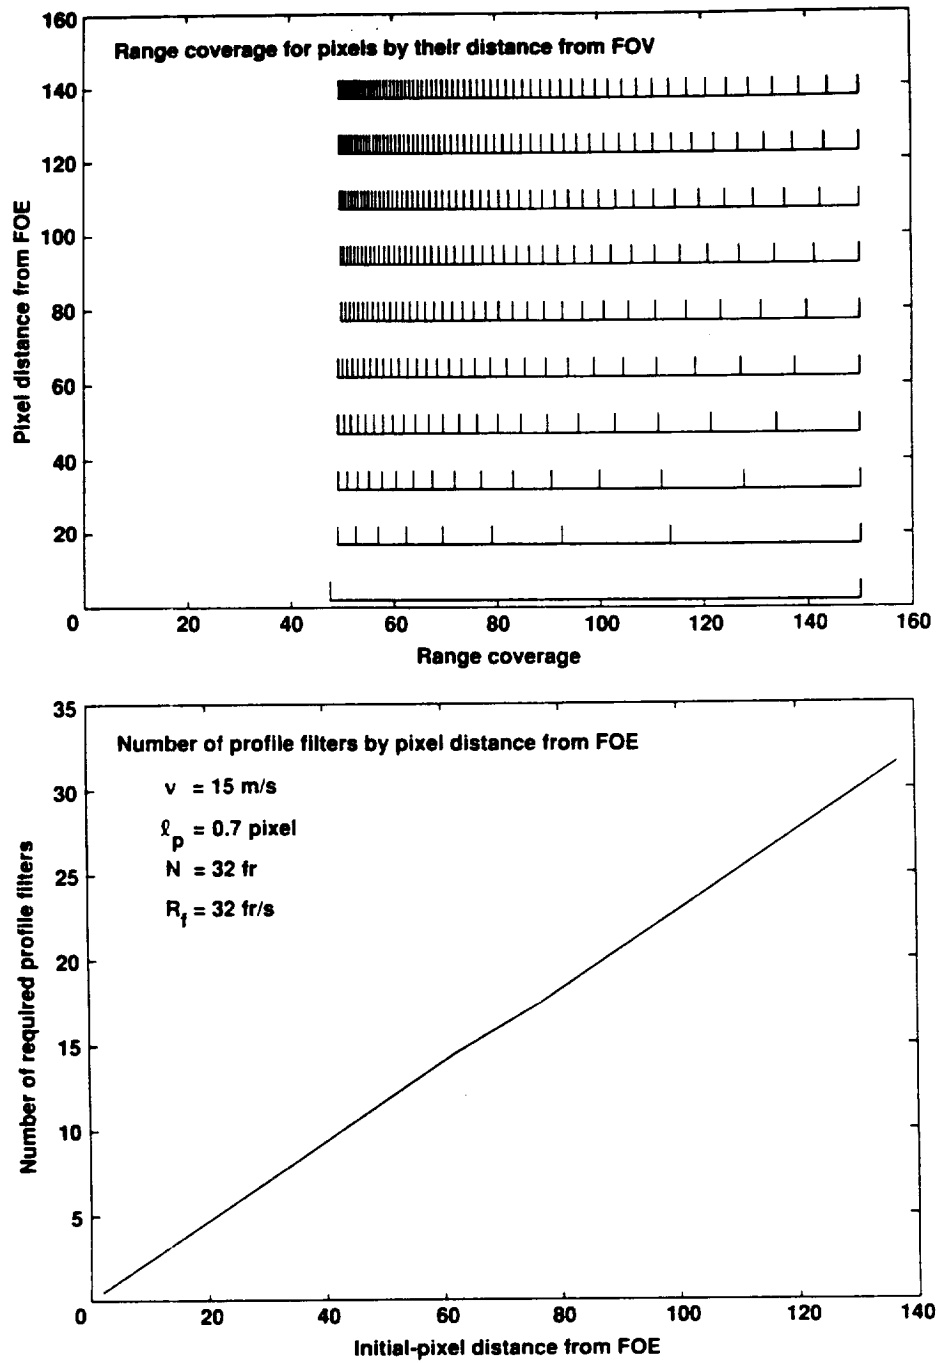 160
Range coverage for pixels by their distance from FOV
140
120
100
80
60
40
20
Pixel distance from FOE
0 20 40 60 80 100 120 140 160
Range coverage
35
Number of profile filters by pixel distance from FOE
v = 15 m/s
ℓp = 0.7 pixel
N = 32 fr
Rf = 32 fr/s
30
25
20
15
10
5
Number of required profile filters
0 20 40 60 80 100 120 140
Initial-pixel distance from FOE